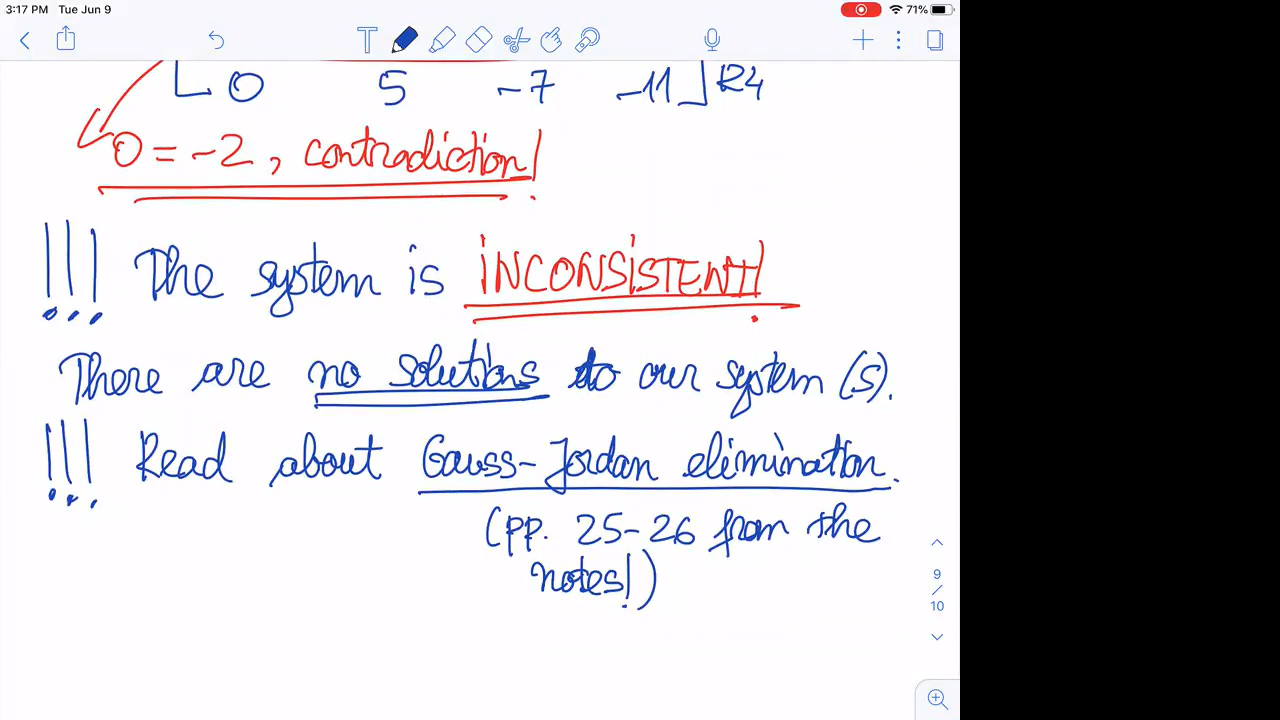 3:17 PM Tue Jun 9 71%
0 5 -7 -11 R4
0 = -2, contradiction!
!!! The system is INCONSISTENT!
There are no solutions to our system (S).
!!! Read about Gauss-Jordan elimination.
(pp. 25-26 from the
notes!)
9
/
10